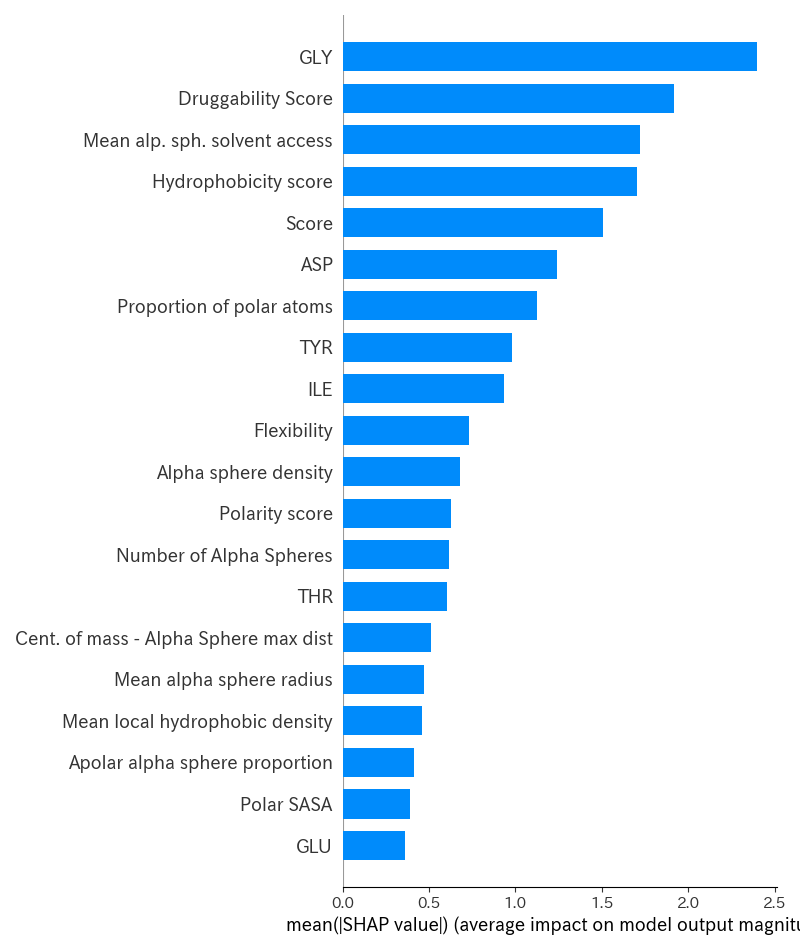 GLY
Druggability Score
Mean alp. sph. solvent access
Hydrophobicity score
Score
ASP
Proportion of polar atoms
TYR
ILE
Flexibility
Alpha sphere density
Polarity score
Number of Alpha Spheres
THR
Cent. of mass - Alpha Sphere max dist
Mean alpha sphere radius
Mean local hydrophobic density
Apolar alpha sphere proportion
Polar SASA
GLU
0.0 0.5 1.0 1.5 2.0 2.5
mean(|SHAP value|) (average impact on model output magnitu